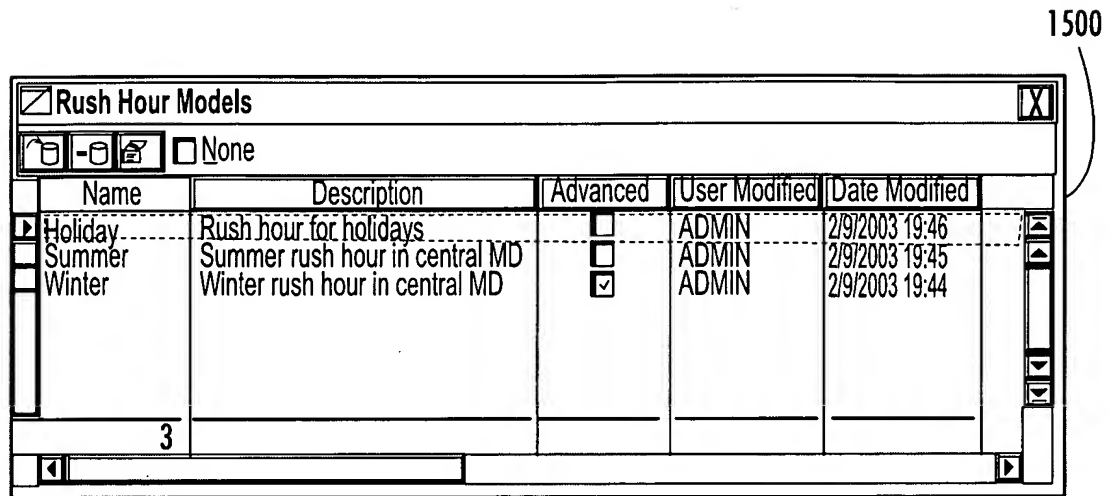 1500
Rush Hour Models
None
Name Description Advanced User Modified Date Modified
Holiday Rush hour for holidays ADMIN 2/9/2003 19:46
Summer Summer rush hour in central MD ADMIN 2/9/2003 19:45
Winter Winter rush hour in central MD ADMIN 2/9/2003 19:44
3